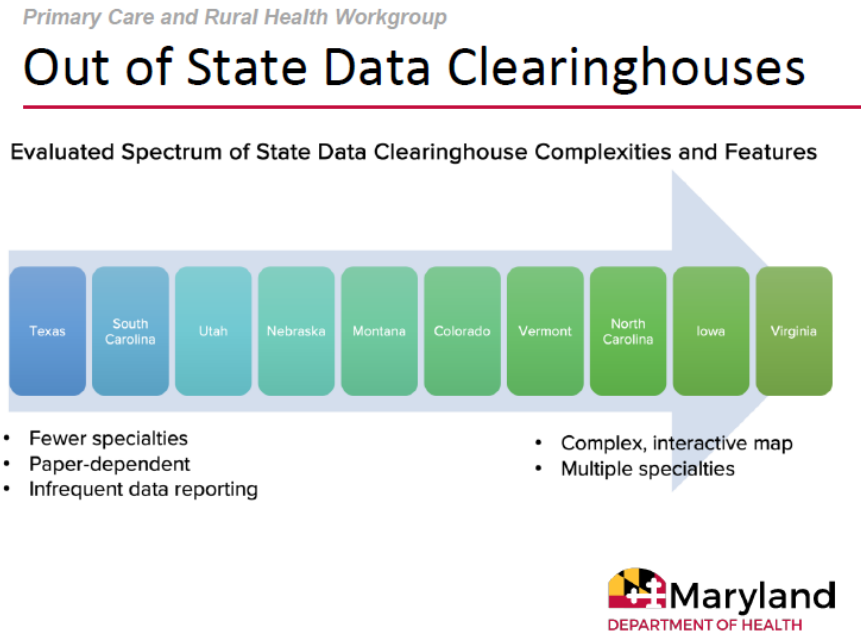 Primary Care and Rural Health Workgroup
Out of State Data Clearinghouses
Evaluated Spectrum of State Data Clearinghouse Complexities and Features
Texas
South
Carolina
Utah
Nebraska
Montana
Colorado
Vermont
North
Carolina
Iowa
Virginia
• Fewer specialties
• Paper-dependent
• Infrequent data reporting
• Complex, interactive map
• Multiple specialties
Maryland
DEPARTMENT OF HEALTH